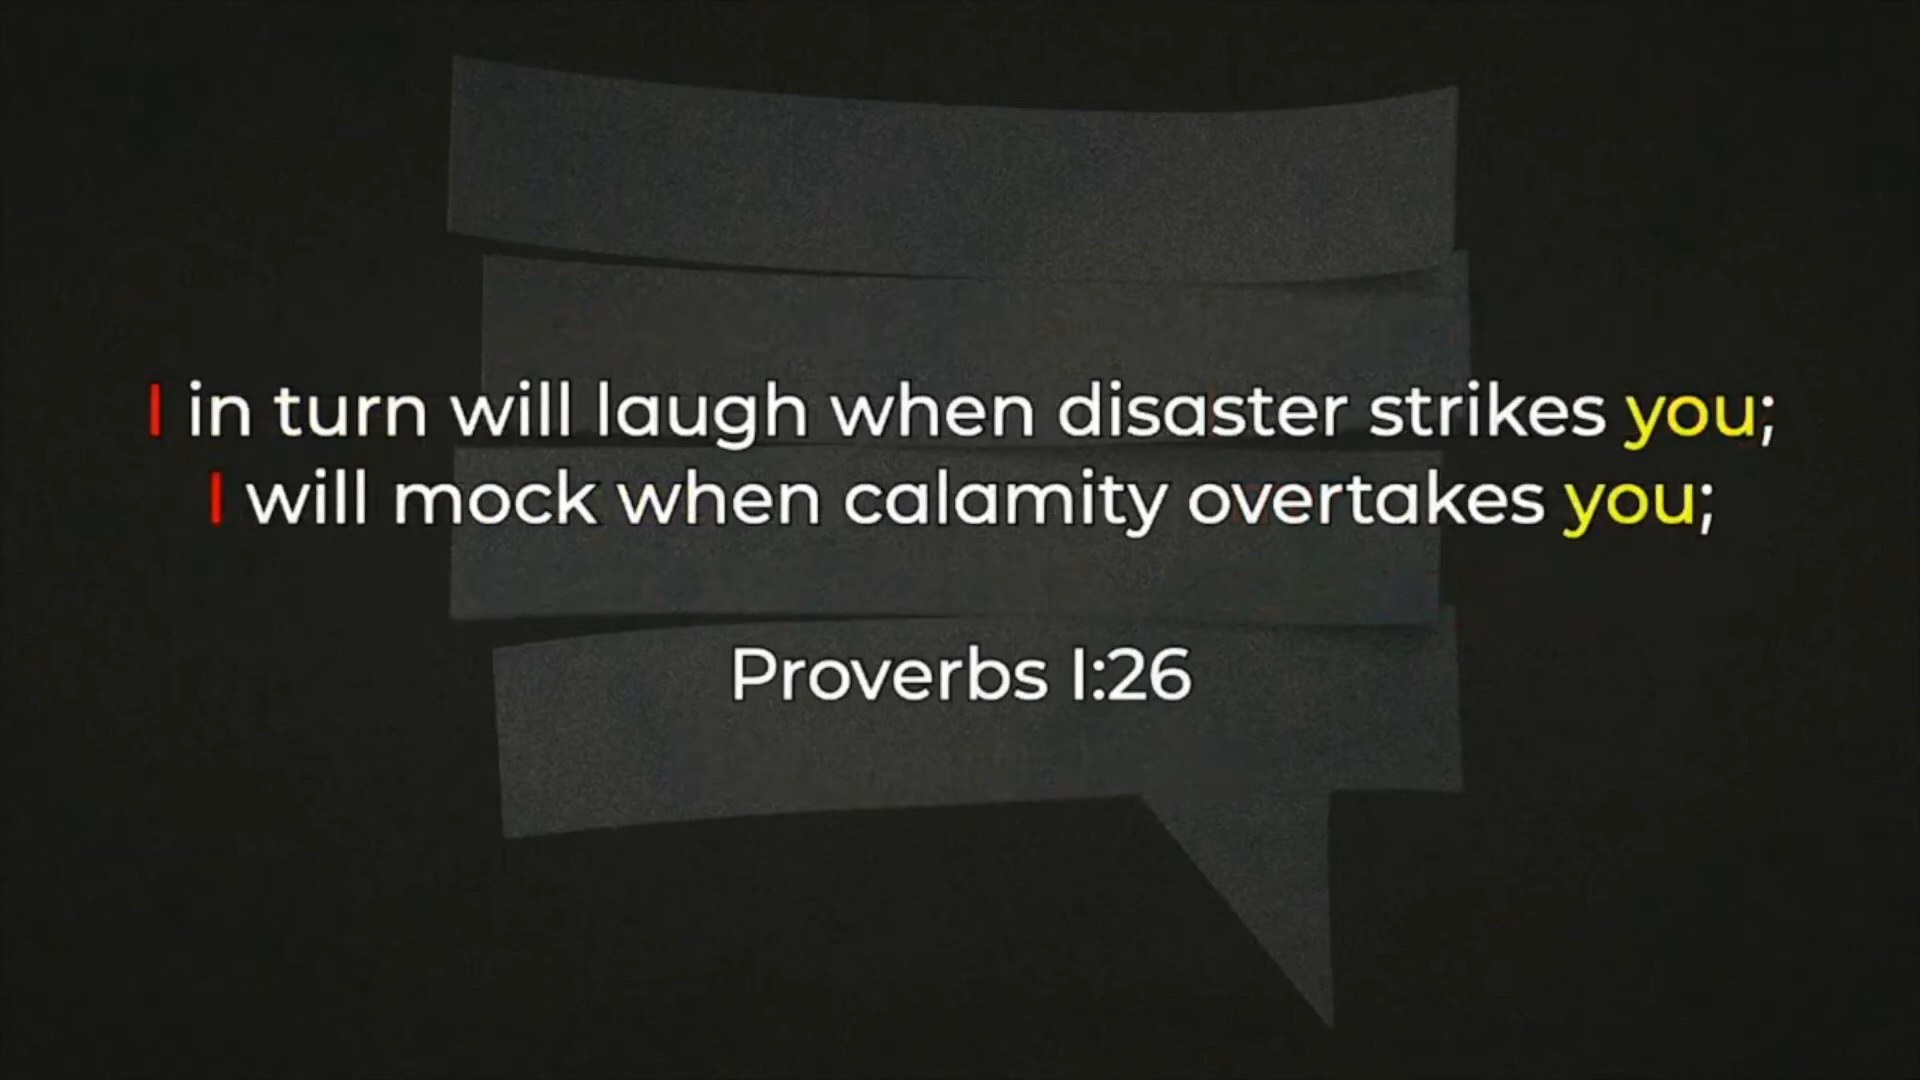 I in turn will laugh when disaster strikes you;
I will mock when calamity overtakes you;
Proverbs 1:26